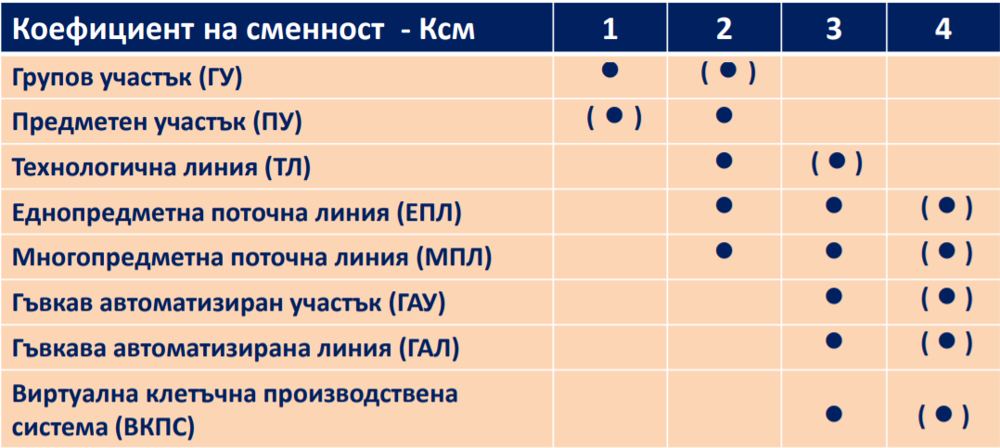 Коефициент на сменност - Ксм 1 2 3 4
Групов участък (ГУ) ● (●)
Предметен участък (ПУ) (●) ●
Технологична линия (ТЛ) ● (●)
Еднопредметна поточна линия (ЕПЛ) ● ● (●)
Многопредметна поточна линия (МПЛ) ● ● (●)
Гъвкав автоматизиран участък (ГАУ) ● (●)
Гъвкава автоматизирана линия (ГАЛ) ● (●)
Виртуална клетъчна производствена
система (ВКПС) ● (●)